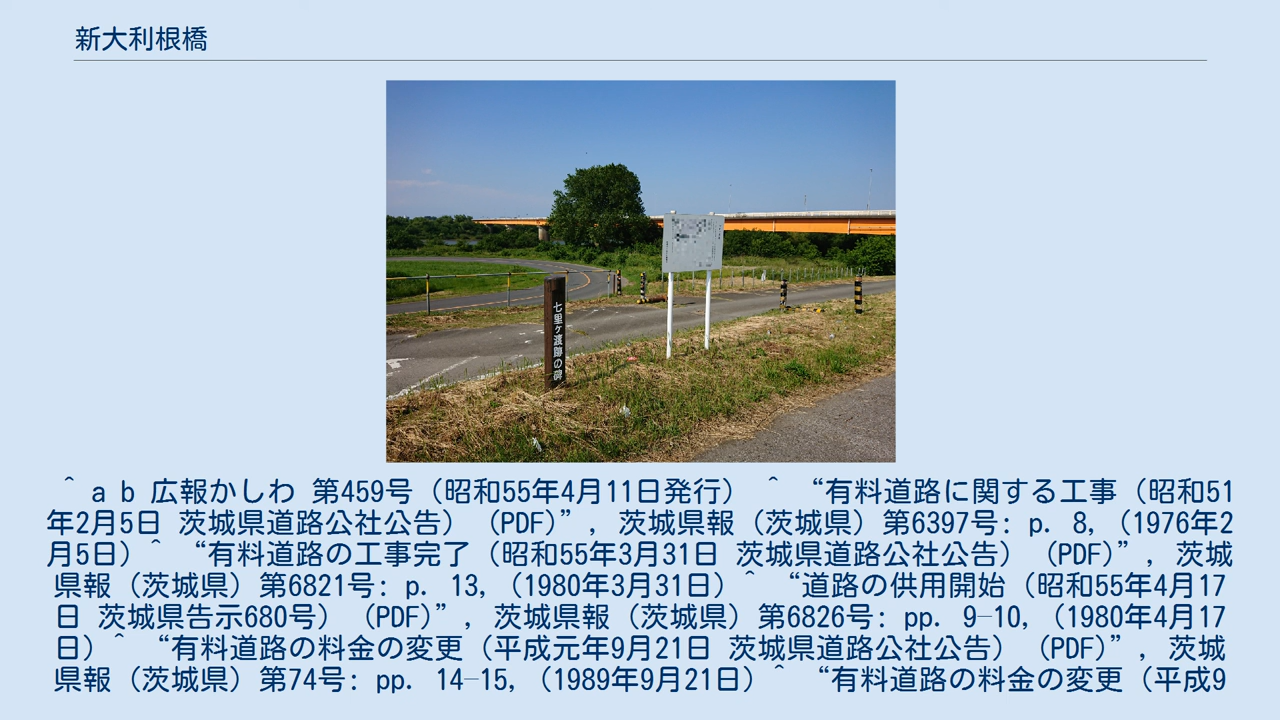 新大利根橋
七里ヶ渡跡の碑
^ a b 広報かしわ 第459号（昭和55年4月11日発行） ^ “有料道路に関する工事（昭和51
年2月5日 茨城県道路公社公告）（PDF）”, 茨城県報（茨城県）第6397号: p. 8,（1976年2
月5日）^ “有料道路の工事完了（昭和55年3月31日 茨城県道路公社公告）（PDF）”, 茨城
県報（茨城県）第6821号: p. 13,（1980年3月31日）^ “道路の供用開始（昭和55年4月17
日 茨城県告示680号）（PDF）”, 茨城県報（茨城県）第6826号: pp. 9–10,（1980年4月17
日）^ “有料道路の料金の変更（平成元年9月21日 茨城県道路公社公告）（PDF）”, 茨城
県報（茨城県）第74号: pp. 14–15,（1989年9月21日）^ “有料道路の料金の変更（平成9